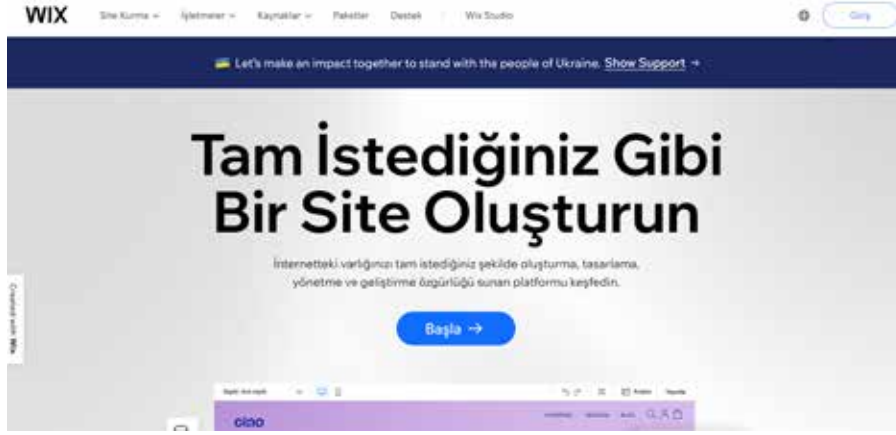 WIX Site Kurma İşletmeler Kaynaklar Paketler Destek Wix Studio Giriş
Let's make an impact together to stand with the people of Ukraine. Show Support →
Tam İstediğiniz Gibi
Bir Site Oluşturun
İnternetteki varlığınızı tam istediğiniz şekilde oluşturma, tasarlama,
yönetme ve geliştirme özgürlüğü sunan platformu keşfedin.
Created with Wix
Başla →
cino